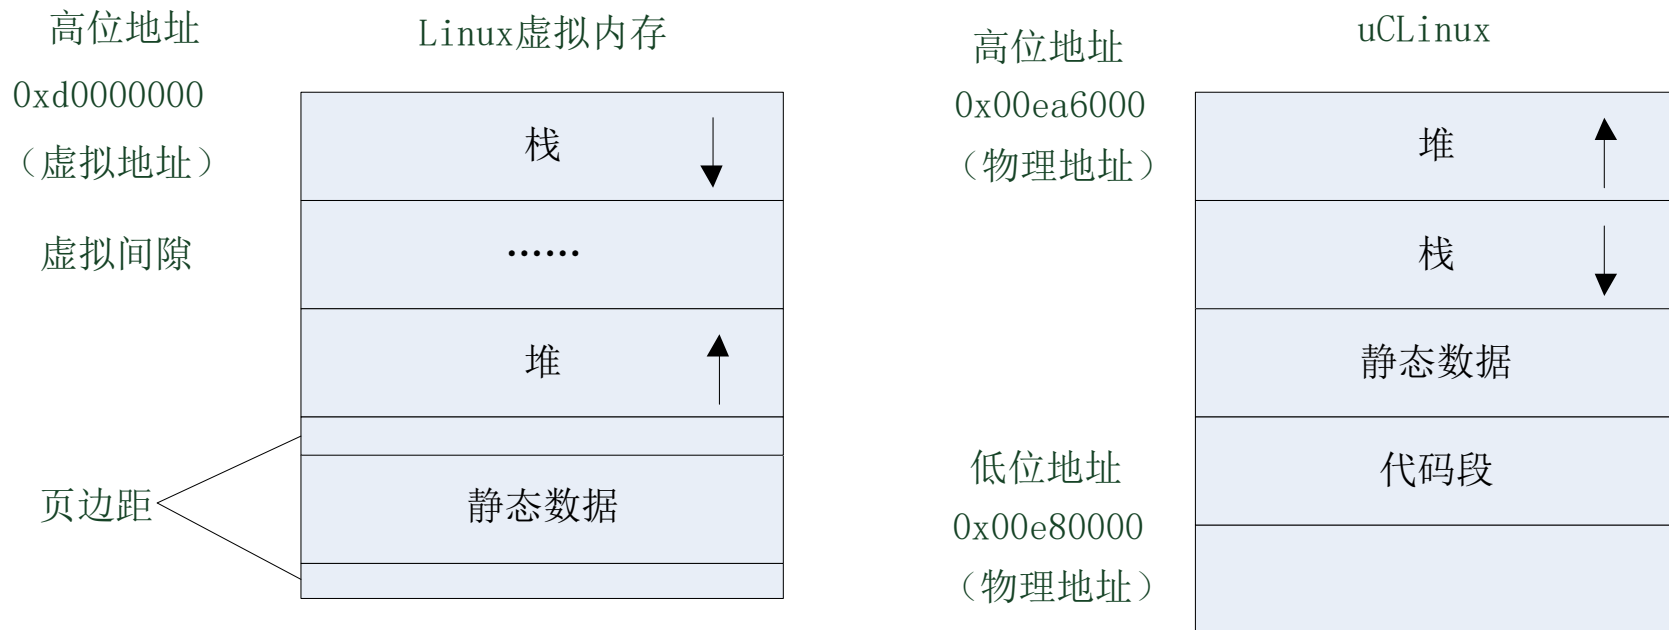 高位地址
0xd0000000
（虚拟地址）
虚拟间隙
页边距
Linux虚拟内存
栈
······
堆
静态数据
高位地址
0x00ea6000
（物理地址）
低位地址
0x00e80000
（物理地址）
uCLinux
堆
栈
静态数据
代码段